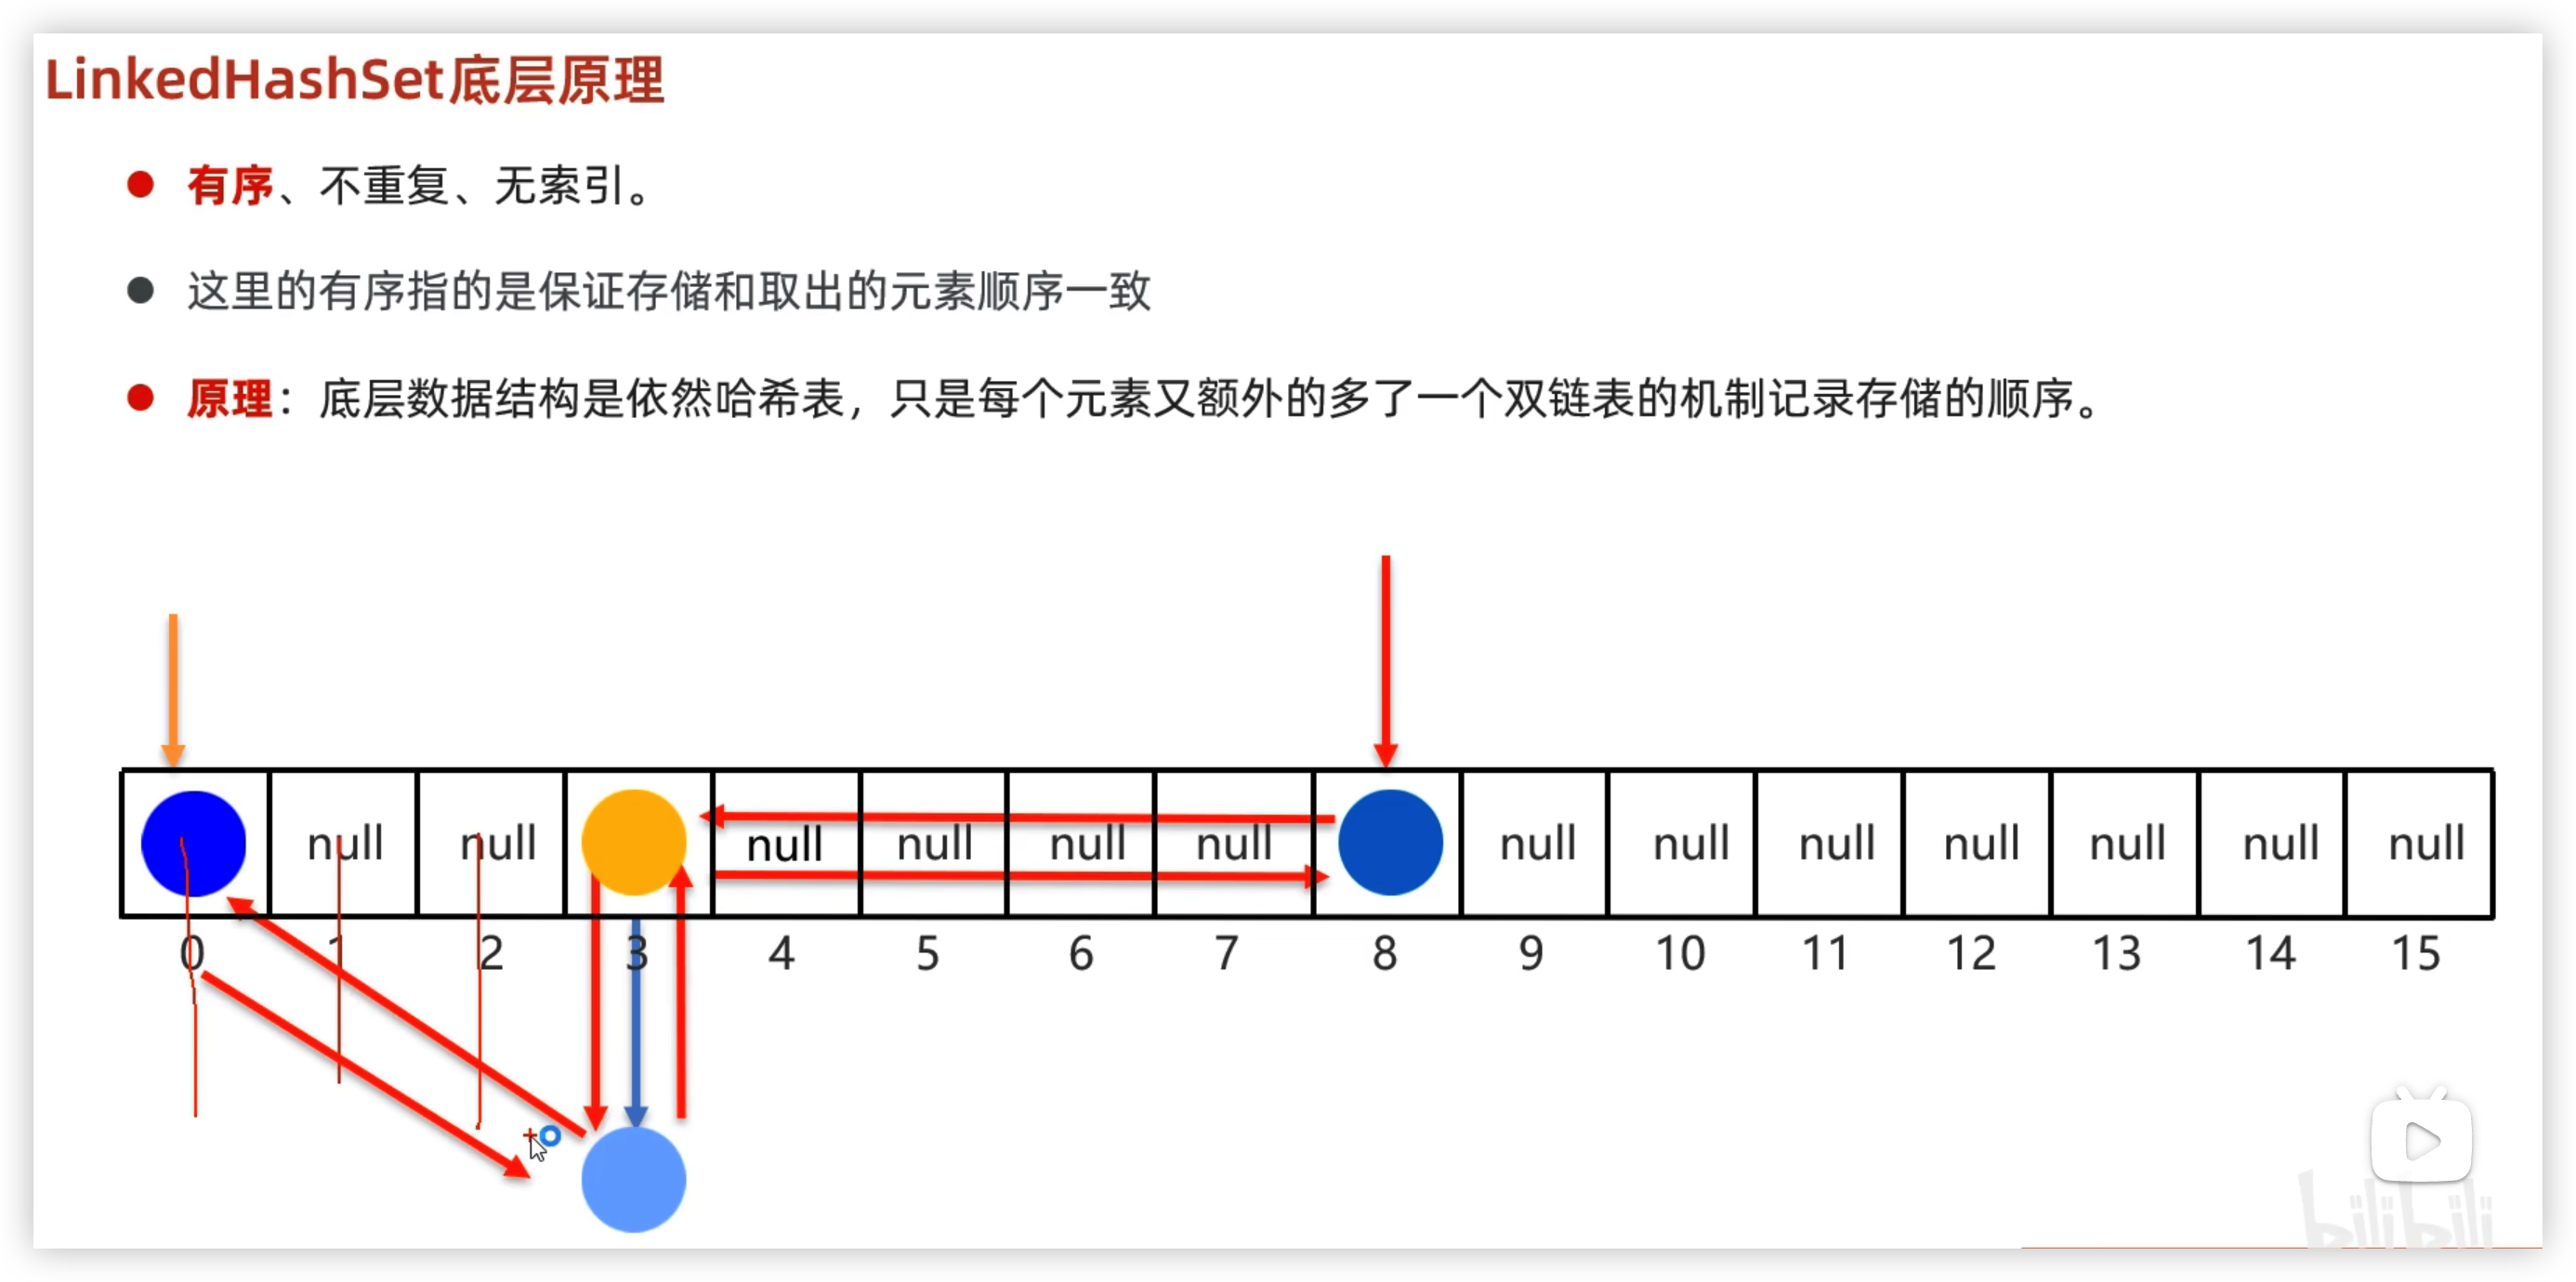 LinkedHashSet底层原理
有序、不重复、无索引。
这里的有序指的是保证存储和取出的元素顺序一致
原理：底层数据结构是依然哈希表，只是每个元素又额外的多了一个双链表的机制记录存储的顺序。
null null null null null null null null null null null null null
0 1 2 3 4 5 6 7 8 9 10 11 12 13 14 15
bilibili